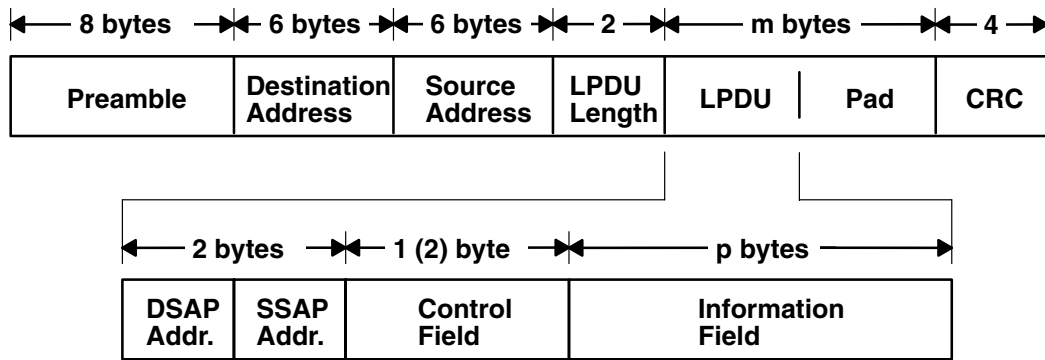 8 bytes 6 bytes 6 bytes 2 m bytes 4
Preamble Destination Address Source Address LPDU Length LPDU Pad CRC
2 bytes 1 (2) byte p bytes
DSAP Addr. SSAP Addr. Control Field Information Field